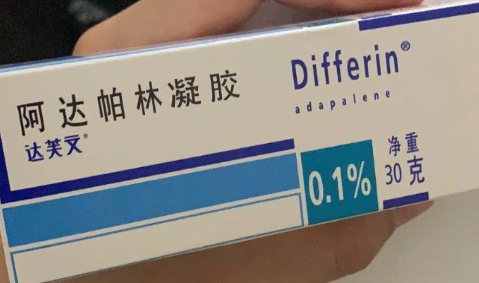 阿达帕林凝胶
达芙文®
Differin®
adapalene
0.1%
净重
30克